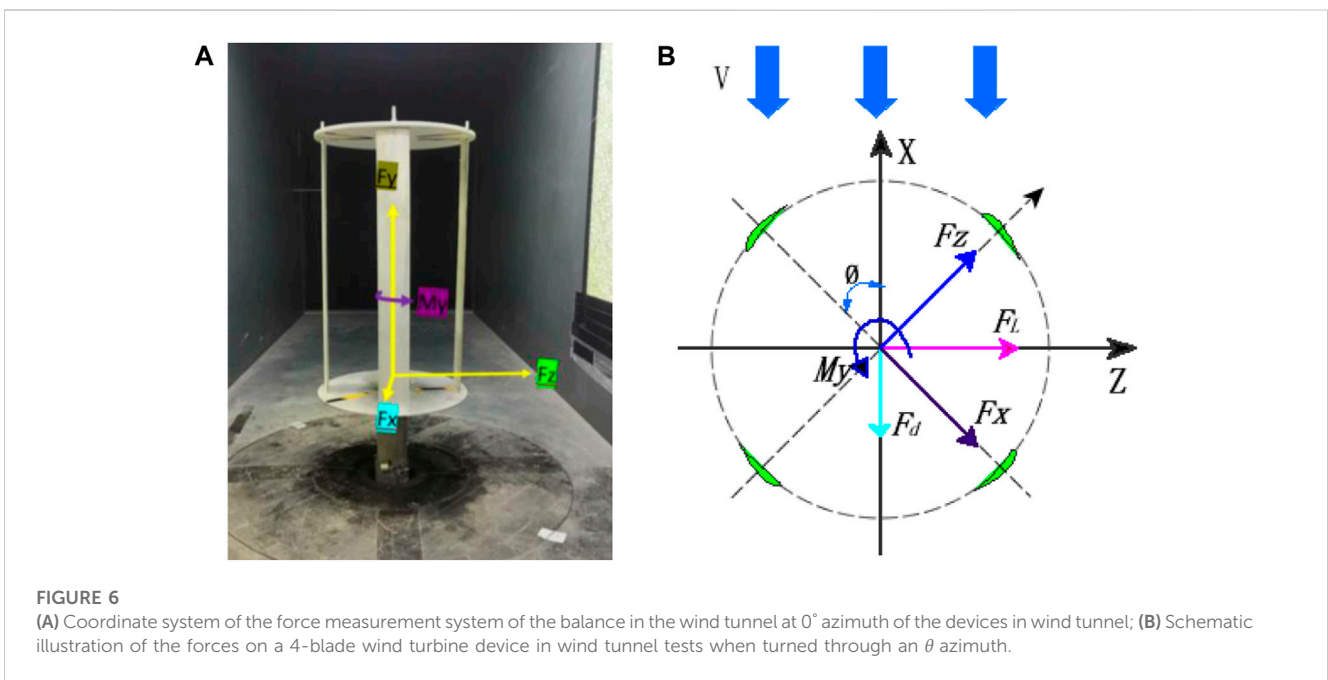 A
Fy
My
Fz
Fx
B
V
X
Fz
Ø
FL
Z
My
Fx
Fd
FIGURE 6
(A) Coordinate system of the force measurement system of the balance in the wind tunnel at 0° azimuth of the devices in wind tunnel; (B) Schematic
illustration of the forces on a 4-blade wind turbine device in wind tunnel tests when turned through an θ azimuth.